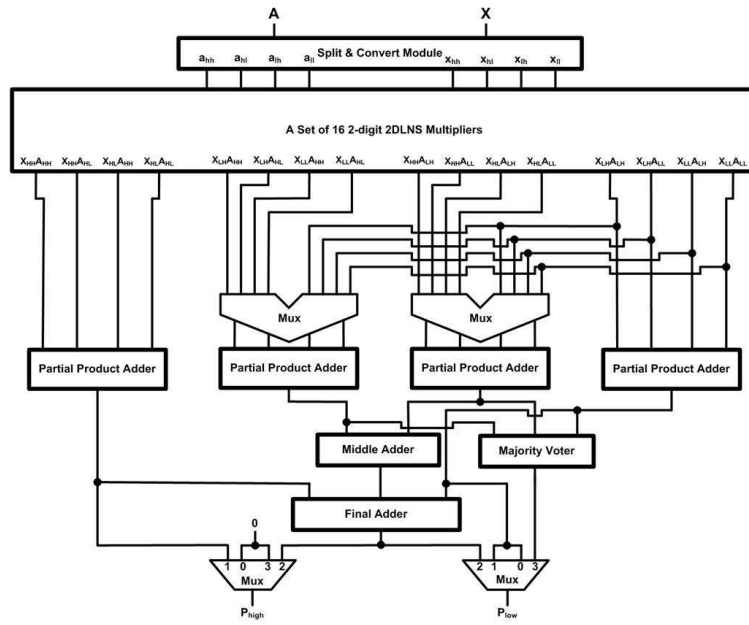 A X
Split & Convert Module
ahh ahl alh all xhh xhl xlh xll
A Set of 16 2-digit 2DLNS Multipliers
XHHAHH XHHAHL XHLAHH XHLAHL XLHAHH XLHAHL XLLAHH XLLAHL XHHALH XHHALL XHLALH XHLALL XLHALH XLHALL XLLALH XLLALL
Mux Mux
Partial Product Adder Partial Product Adder Partial Product Adder Partial Product Adder
Middle Adder Majority Voter
Final Adder
0
1 0 3 2 2 1 0 3
Mux Mux
Phigh Plow